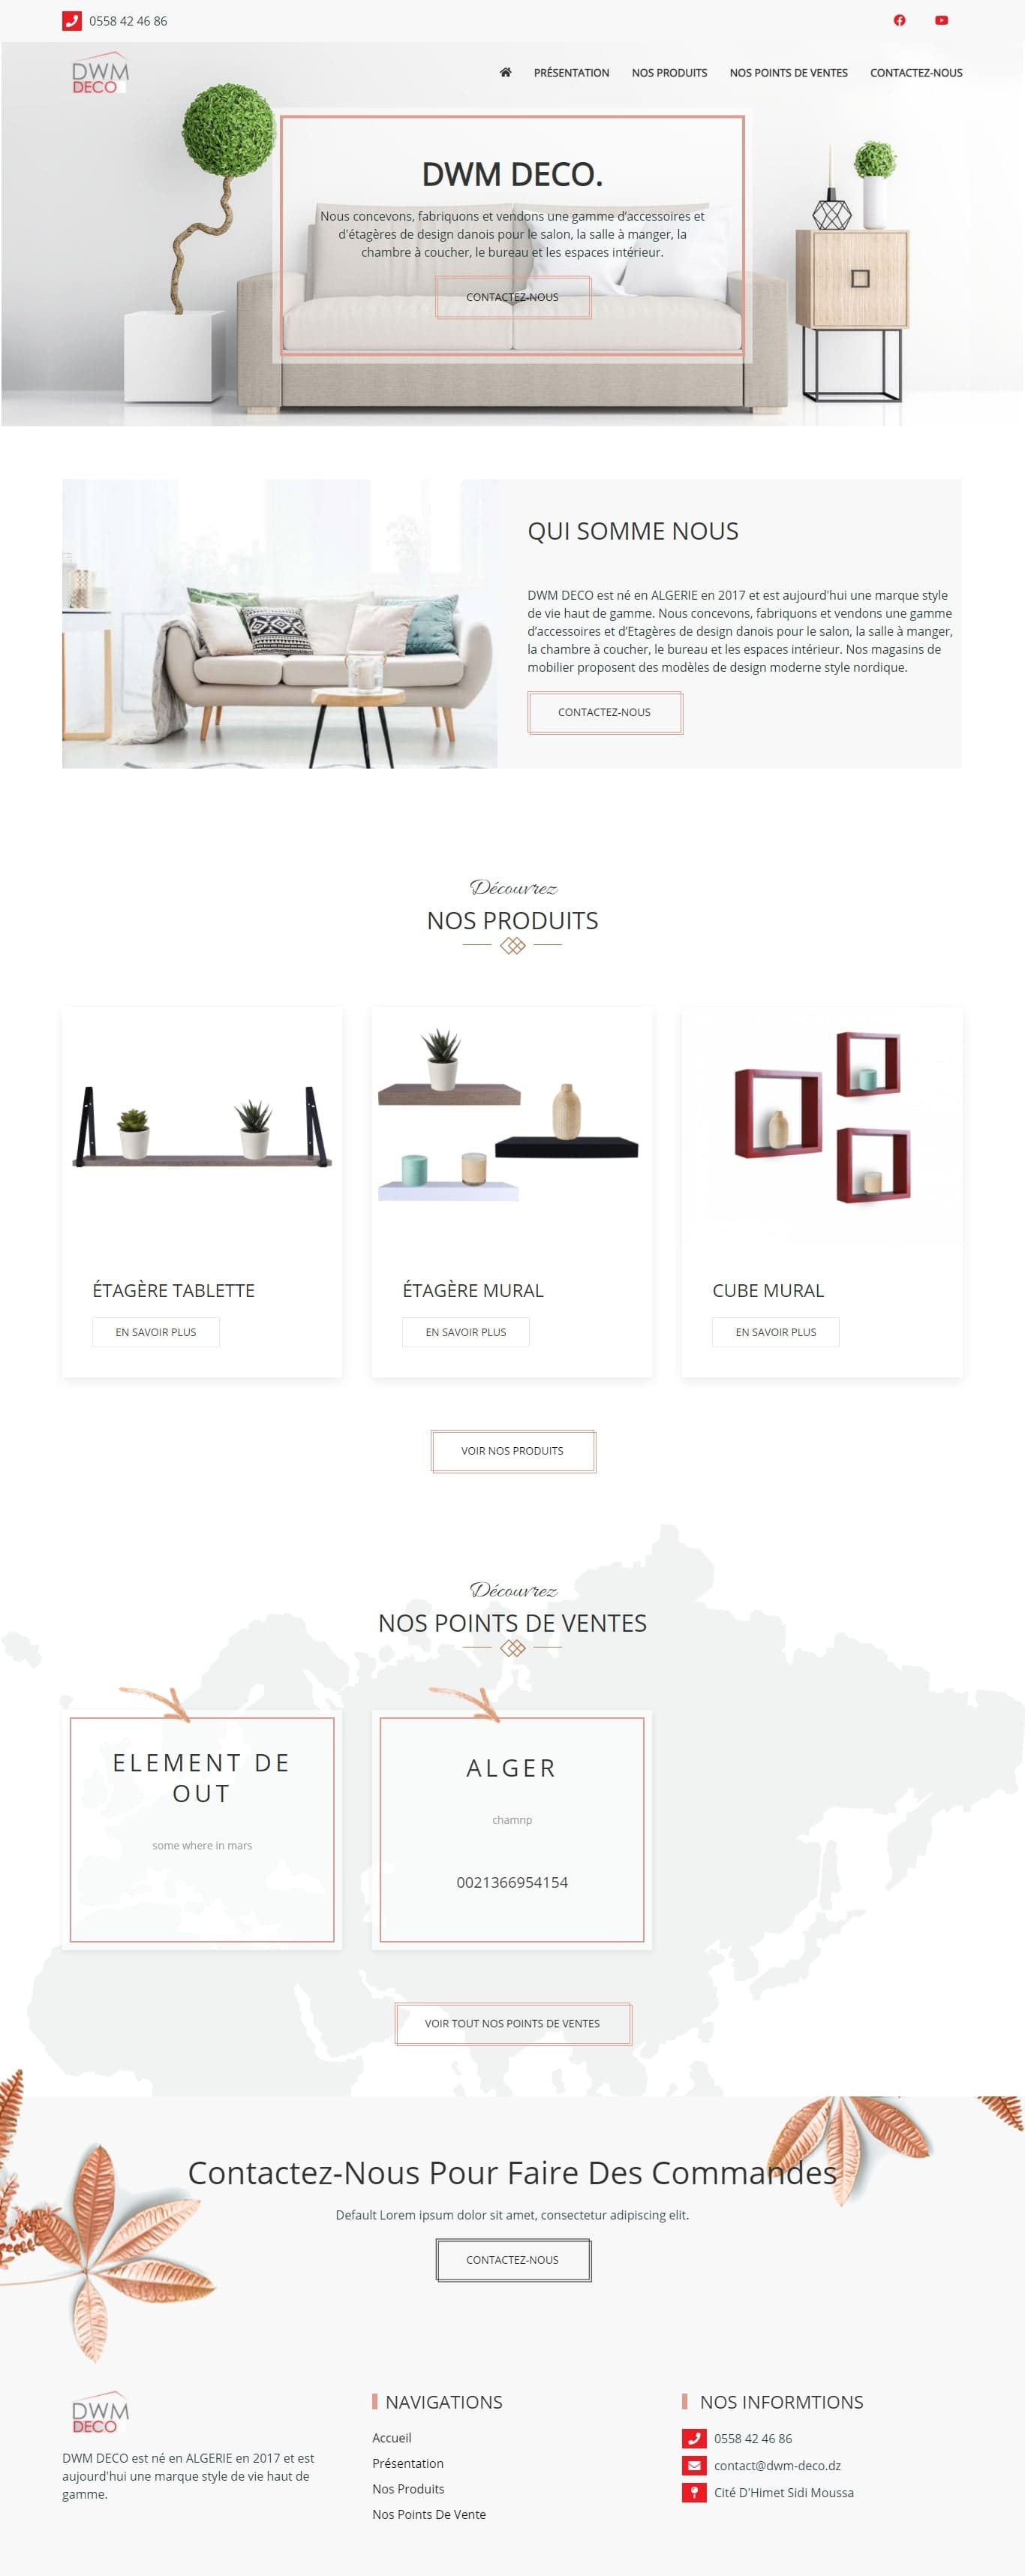 0558 42 46 86
DWM
DECO
PRÉSENTATION NOS PRODUITS NOS POINTS DE VENTES CONTACTEZ-NOUS
DWM DECO.
Nous concevons, fabriquons et vendons une gamme d’accessoires et
d'étagères de design danois pour le salon, la salle à manger, la
chambre à coucher, le bureau et les espaces intérieur.
CONTACTEZ-NOUS
QUI SOMME NOUS
DWM DECO est né en ALGERIE en 2017 et est aujourd'hui une marque style
de vie haut de gamme. Nous concevons, fabriquons et vendons une gamme
d’accessoires et d’Etagères de design danois pour le salon, la salle à manger,
la chambre à coucher, le bureau et les espaces intérieur. Nos magasins de
mobilier proposent des modèles de design moderne style nordique.
CONTACTEZ-NOUS
Découvrez
NOS PRODUITS
ÉTAGÈRE TABLETTE
EN SAVOIR PLUS
ÉTAGÈRE MURAL
EN SAVOIR PLUS
CUBE MURAL
EN SAVOIR PLUS
VOIR NOS PRODUITS
Découvrez
NOS POINTS DE VENTES
ELEMENT DE
OUT
some where in mars
ALGER
chamnp
0021366954154
VOIR TOUT NOS POINTS DE VENTES
Contactez-Nous Pour Faire Des Commandes
Default Lorem ipsum dolor sit amet, consectetur adipiscing elit.
CONTACTEZ-NOUS
DWM
DECO
DWM DECO est né en ALGERIE en 2017 et est
aujourd'hui une marque style de vie haut de
gamme.
NAVIGATIONS
Accueil
Présentation
Nos Produits
Nos Points De Vente
NOS INFORMTIONS
0558 42 46 86
contact@dwm-deco.dz
Cité D'Himet Sidi Moussa